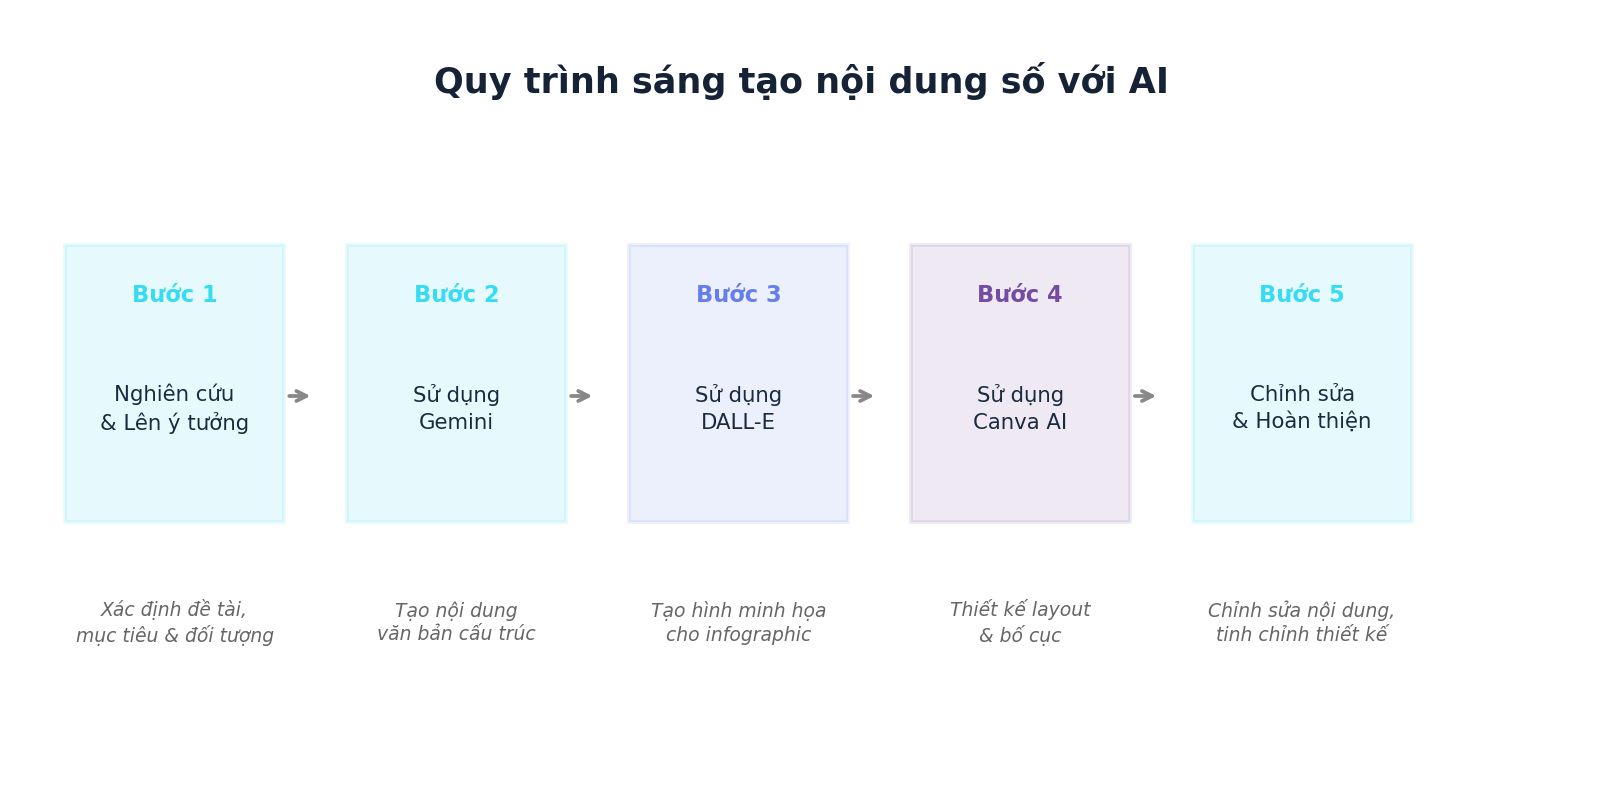 Quy trình sáng tạo nội dung số với AI
Bước 1
Nghiên cứu
& Lên ý tưởng
Xác định đề tài,
mục tiêu & đối tượng
Bước 2
Sử dụng
Gemini
Tạo nội dung
văn bản cấu trúc
Bước 3
Sử dụng
DALL-E
Tạo hình minh họa
cho infographic
Bước 4
Sử dụng
Canva AI
Thiết kế layout
& bố cục
Bước 5
Chỉnh sửa
& Hoàn thiện
Chỉnh sửa nội dung,
tinh chỉnh thiết kế